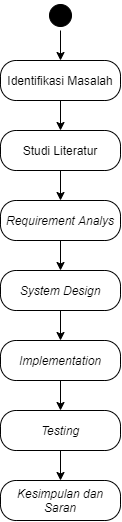 Identifikasi Masalah
Studi Literatur
Requirement Analys
System Design
Implementation
Testing
Kesimpulan dan
Saran